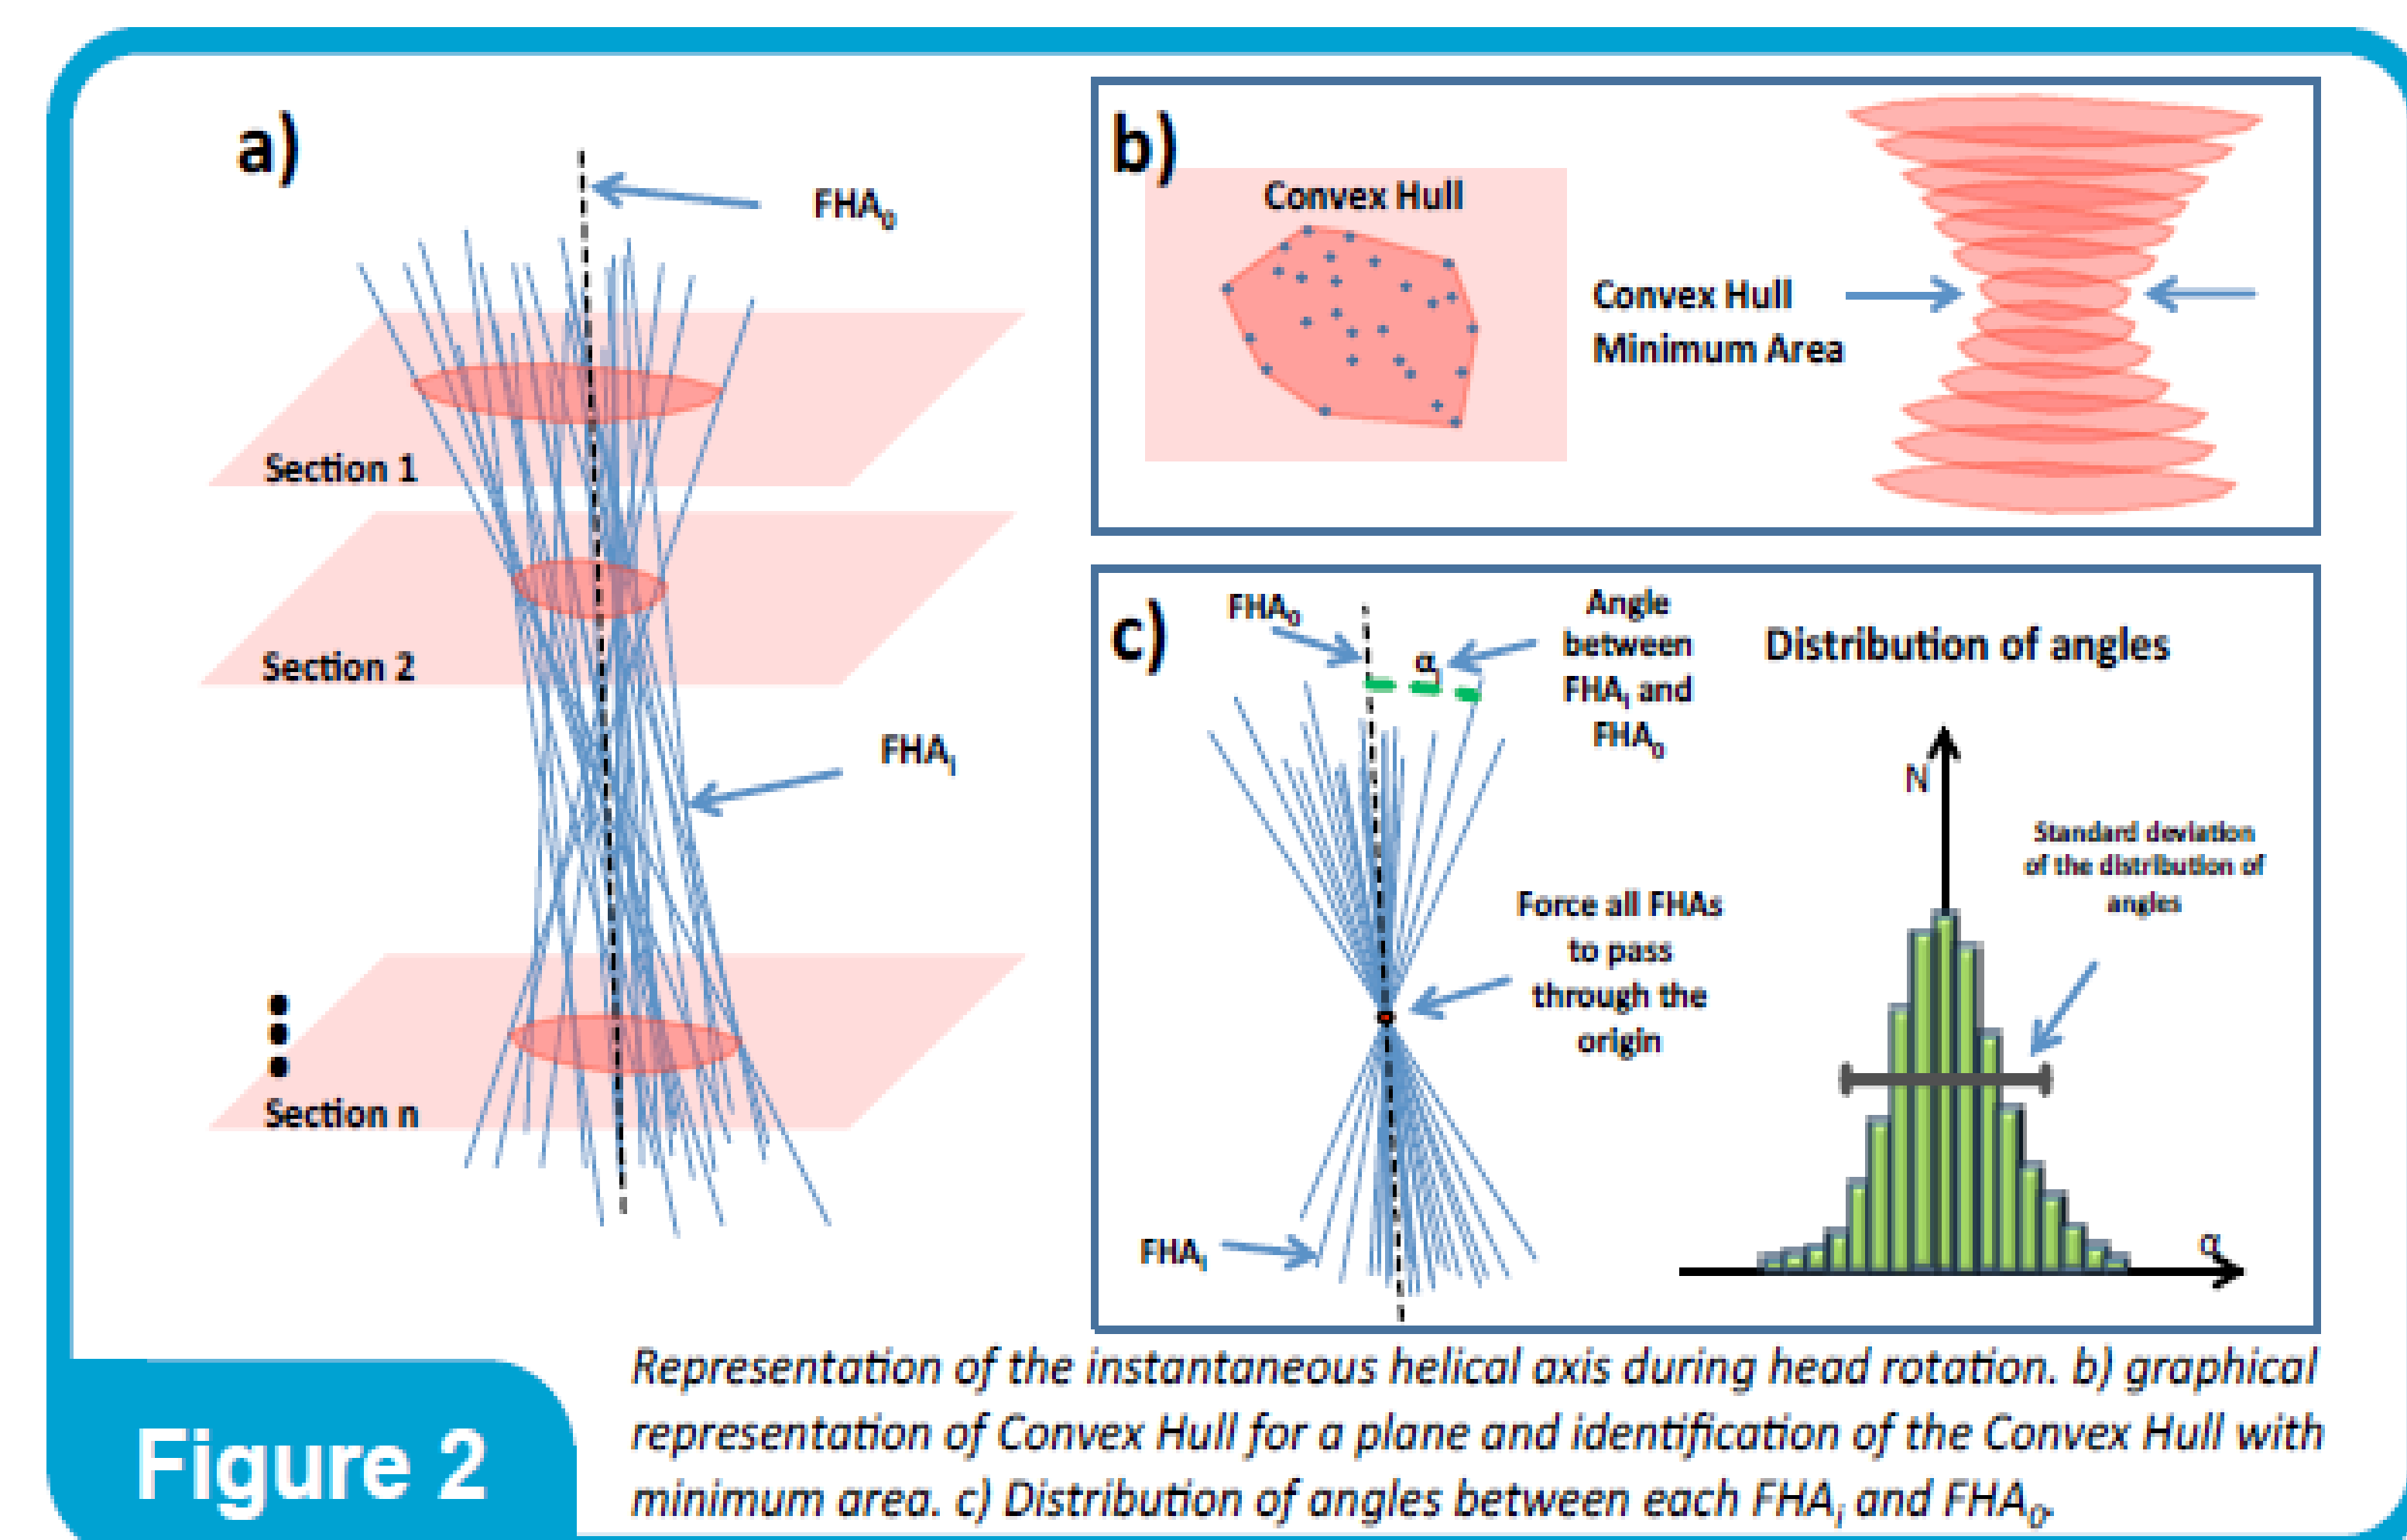 a)
FHA₀
Section 1
Section 2
FHAᵢ
Section n
b)
Convex Hull
Convex Hull
Minimum Area
c)
FHA₀
α
Angle
between
FHAᵢ and
FHA₀
Force all FHAs
to pass
through the
origin
FHAᵢ
Distribution of angles
N
Standard deviation
of the distribution of
angles
α
Figure 2
Representation of the instantaneous helical axis during head rotation. b) graphical
representation of Convex Hull for a plane and identification of the Convex Hull with
minimum area. c) Distribution of angles between each FHAᵢ and FHA₀.